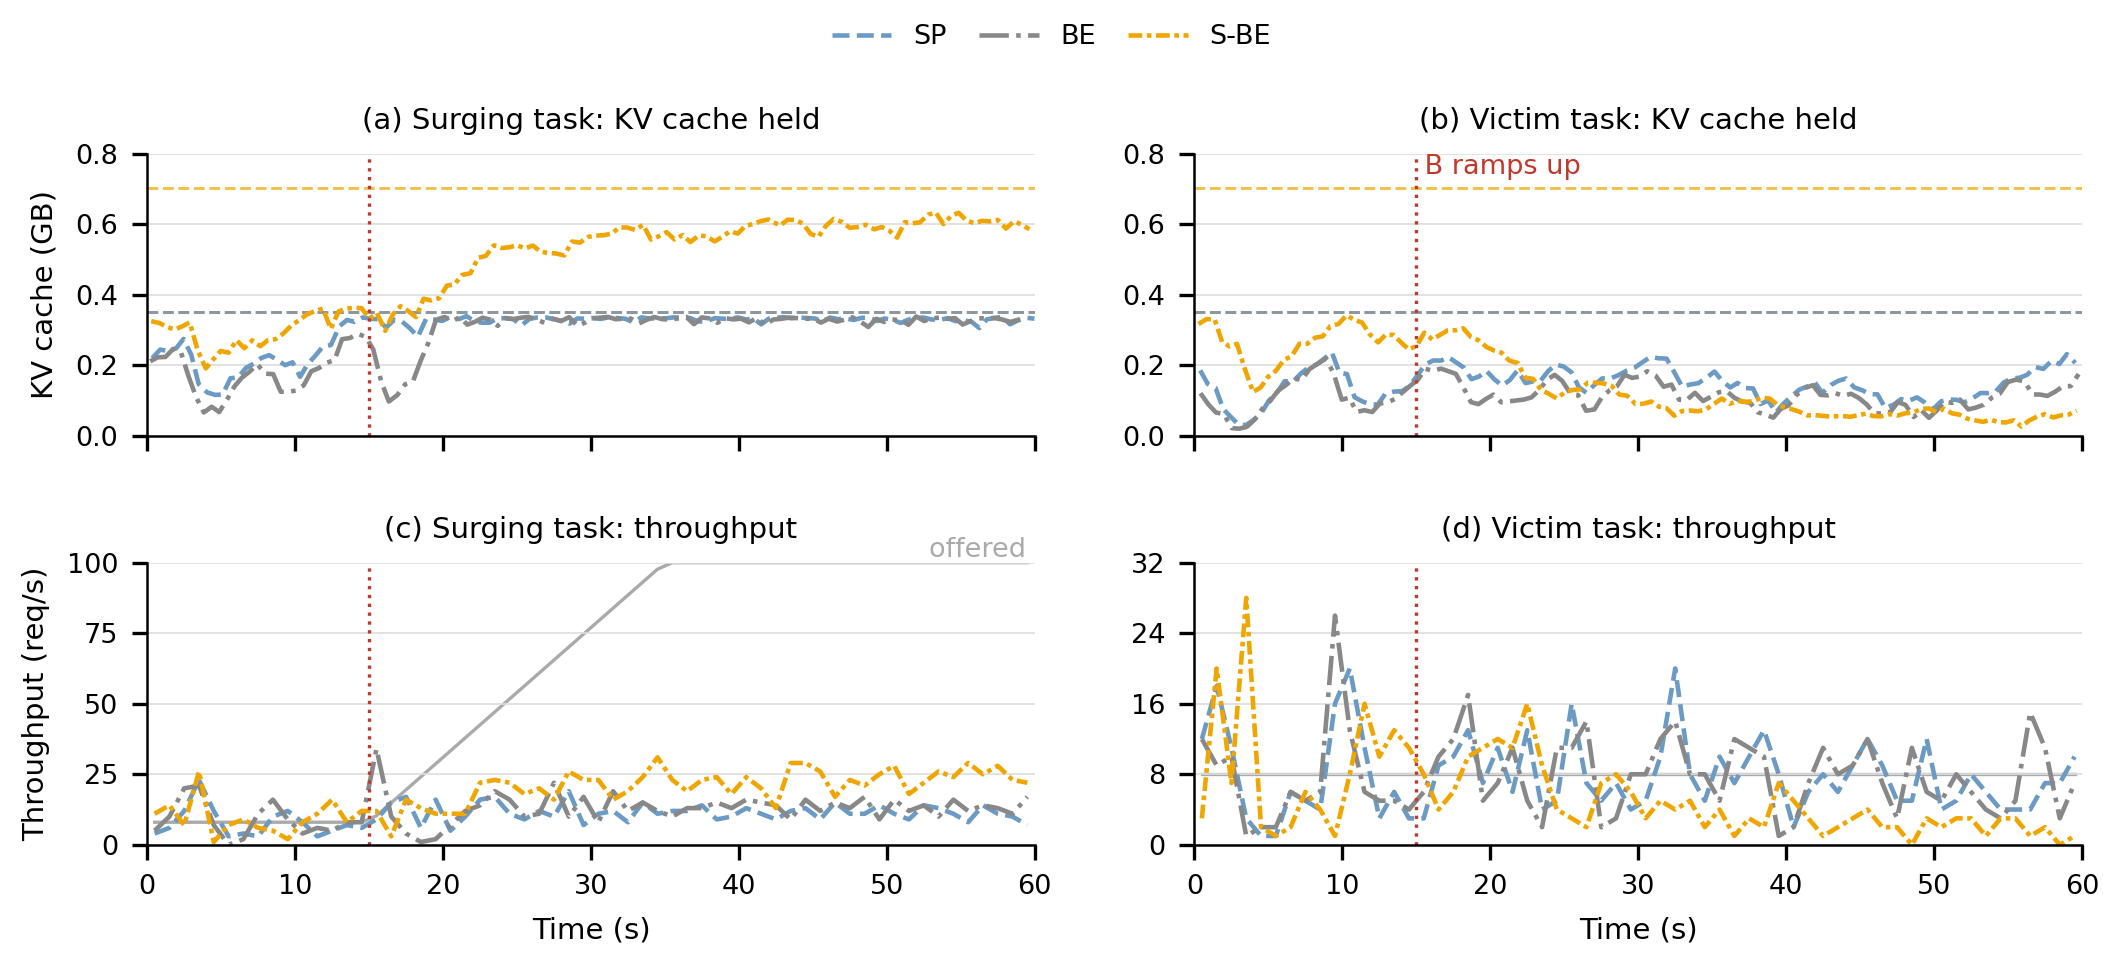 SP BE S-BE
(a) Surging task: KV cache held
(b) Victim task: KV cache held
KV cache (GB)
0.8
0.6
0.4
0.2
0.0
0.8
0.6
0.4
0.2
0.0
B ramps up
(c) Surging task: throughput
(d) Victim task: throughput
offered
Throughput (req/s)
100
75
50
25
0
32
24
16
8
0
0 10 20 30 40 50 60
0 10 20 30 40 50 60
Time (s)
Time (s)